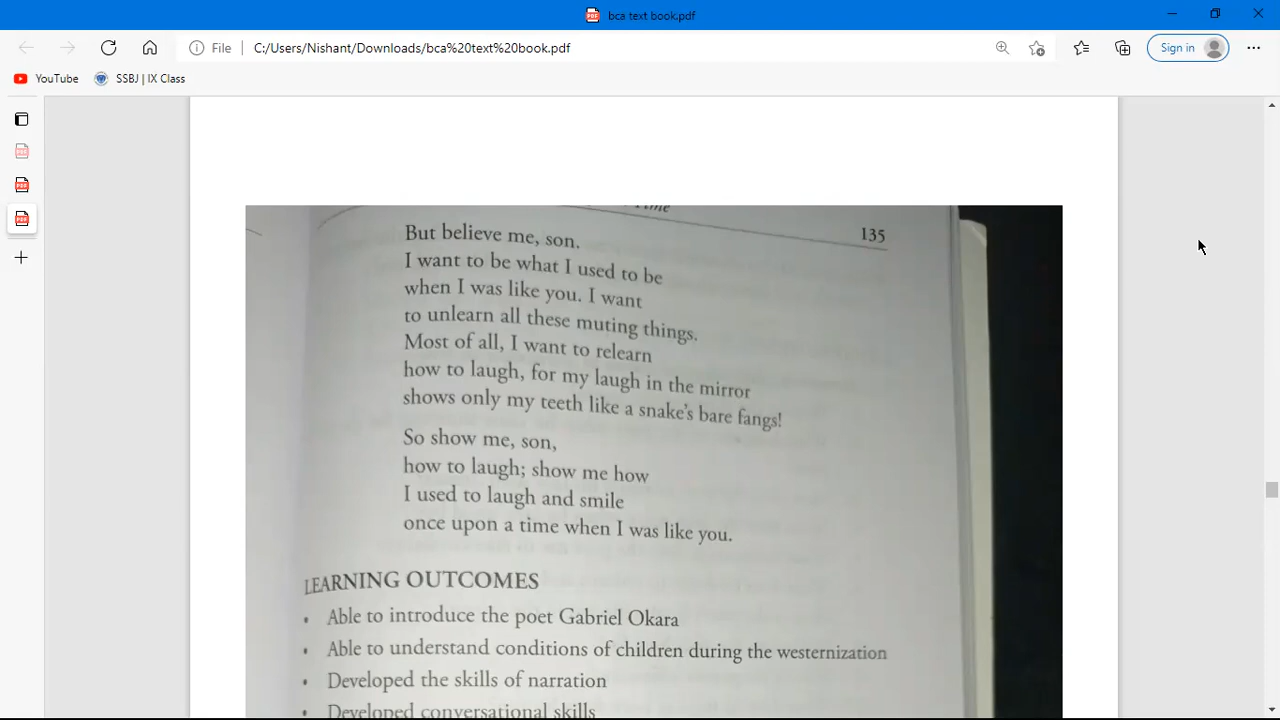 bca text book.pdf
File
C:/Users/Nishant/Downloads/bca%20text%20book.pdf
Sign in
YouTube
SSBJ | IX Class
135
But believe me, son.
I want to be what I used to be
when I was like you. I want
to unlearn all these muting things.
Most of all, I want to relearn
how to laugh, for my laugh in the mirror
shows only my teeth like a snake's bare fangs!
So show me, son,
how to laugh; show me how
I used to laugh and smile
once upon a time when I was like you.
LEARNING OUTCOMES
• Able to introduce the poet Gabriel Okara
• Able to understand conditions of children during the westernization
• Developed the skills of narration
• Developed conversational skills